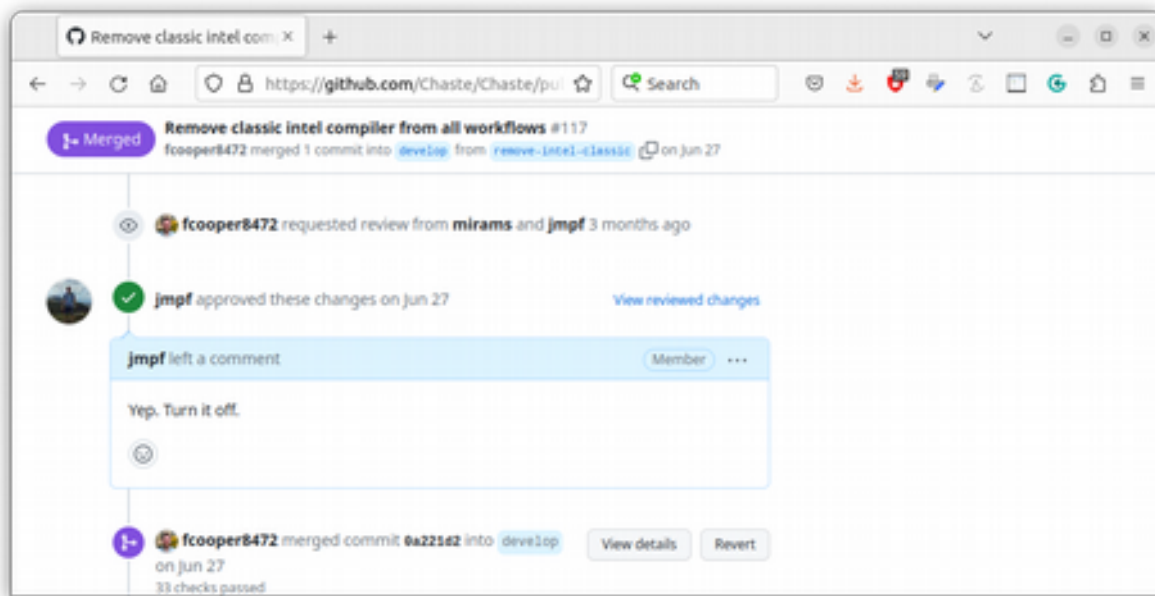 Remove classic intel com
https://github.com/Chaste/Chaste/pul
Search
Merged
Remove classic intel compiler from all workflows #117
fcooper8472 merged 1 commit into develop from remove-intel-classic on Jun 27
fcooper8472 requested review from mirams and jmpf 3 months ago
jmpf approved these changes on Jun 27
View reviewed changes
jmpf left a comment
Member
Yep. Turn it off.
fcooper8472 merged commit 0a221d2 into develop
View details
Revert
on Jun 27
33 checks passed